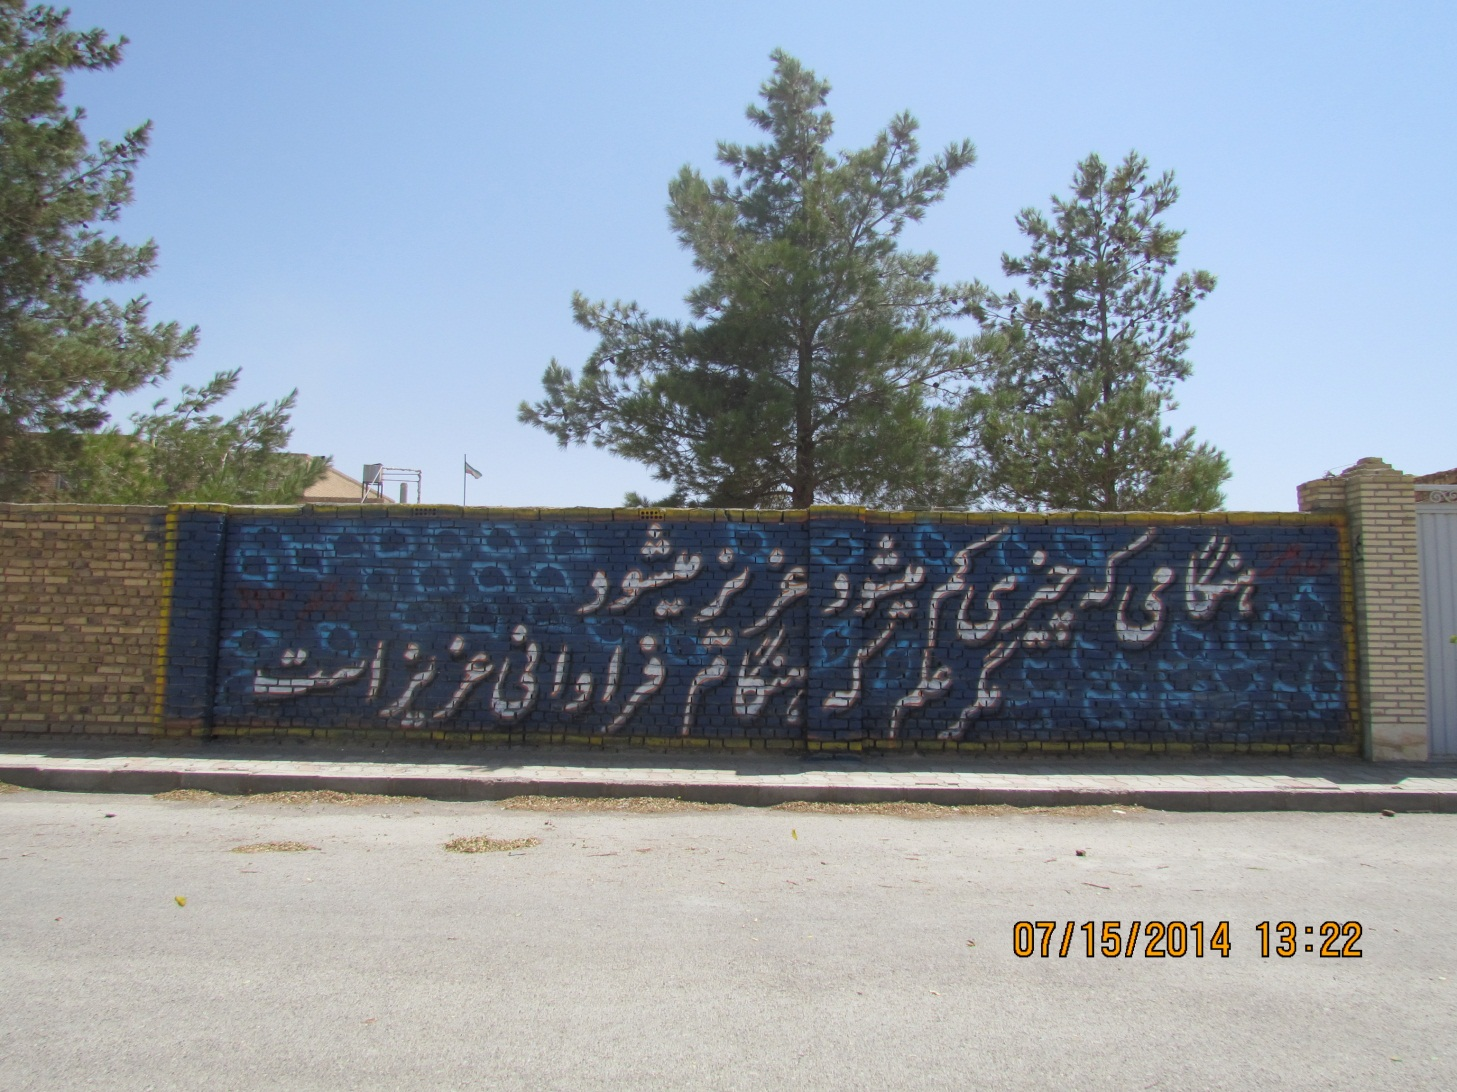 هنگامی که چیزی کم میشود عزیز میشود
مگر علم که هنگام فراوانی عزیز است
07/15/2014 13:22